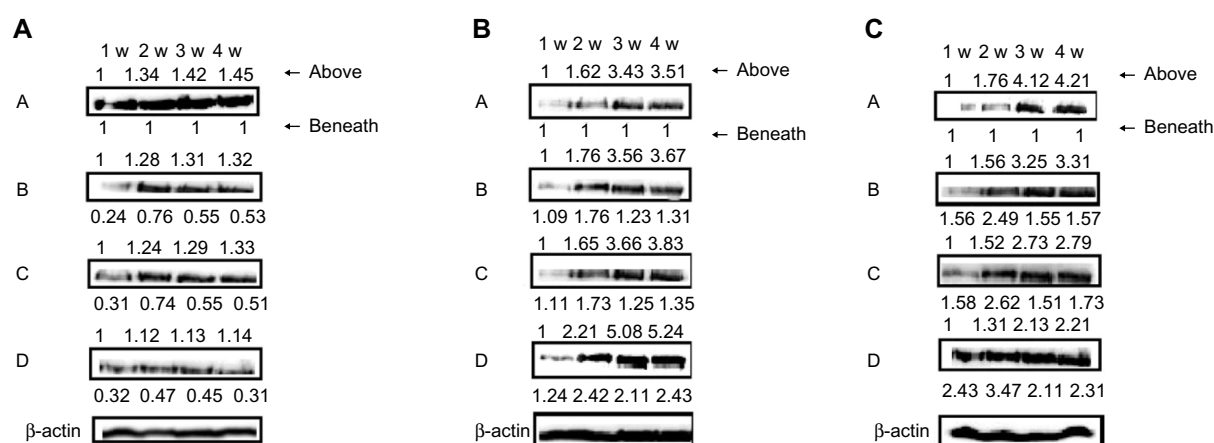 A
1 w 2 w 3 w 4 w
1 1.34 1.42 1.45 ← Above
A
1 1 1 1 ← Beneath
1 1.28 1.31 1.32
B
0.24 0.76 0.55 0.53
1 1.24 1.29 1.33
C
0.31 0.74 0.55 0.51
1 1.12 1.13 1.14
D
0.32 0.47 0.45 0.31
β-actin
B
1 w 2 w 3 w 4 w
1 1.62 3.43 3.51 ← Above
A
1 1 1 1 ← Beneath
1 1.76 3.56 3.67
B
1.09 1.76 1.23 1.31
1 1.65 3.66 3.83
C
1.11 1.73 1.25 1.35
1 2.21 5.08 5.24
D
1.24 2.42 2.11 2.43
β-actin
C
1 w 2 w 3 w 4 w
1 1.76 4.12 4.21 ← Above
A
1 1 1 1 ← Beneath
1 1.56 3.25 3.31
B
1.56 2.49 1.55 1.57
1 1.52 2.73 2.79
C
1.58 2.62 1.51 1.73
1 1.31 2.13 2.21
D
2.43 3.47 2.11 2.31
β-actin